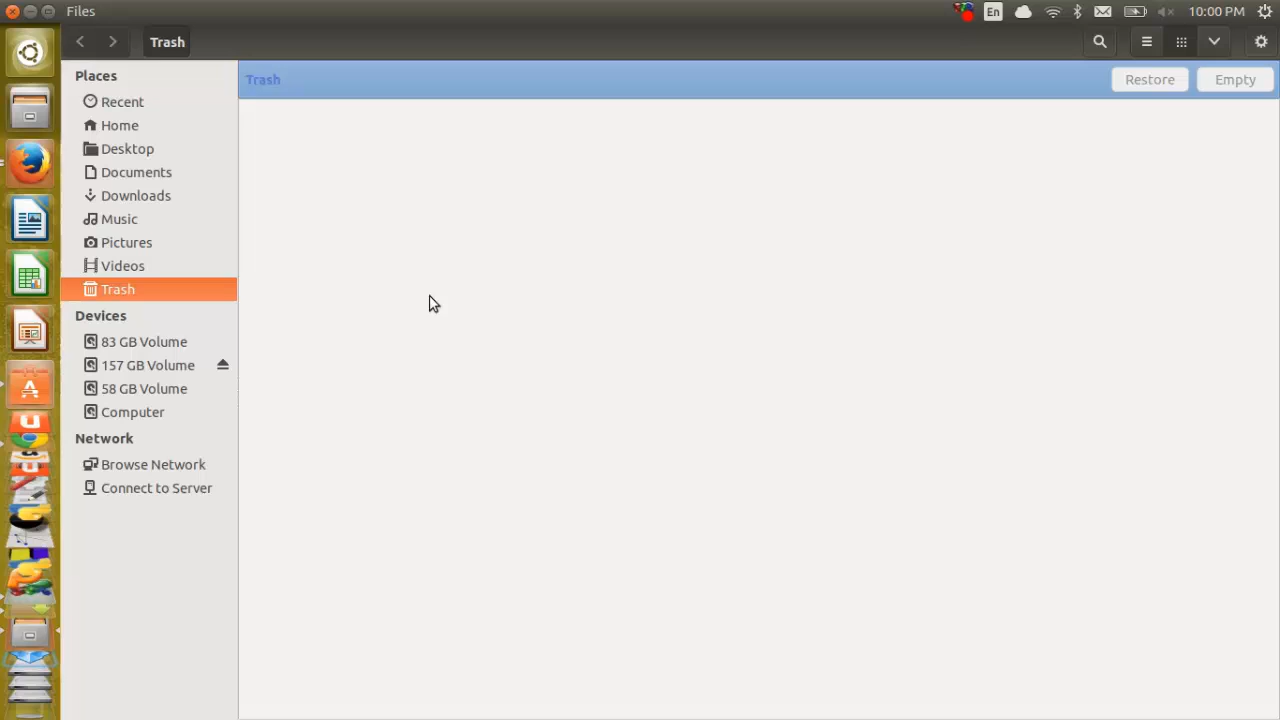 Files
En
10:00 PM
Trash
Places
Recent
Home
Desktop
Documents
Downloads
Music
Pictures
Videos
Trash
Devices
83 GB Volume
157 GB Volume
58 GB Volume
Computer
Network
Browse Network
Connect to Server
Trash
Restore
Empty